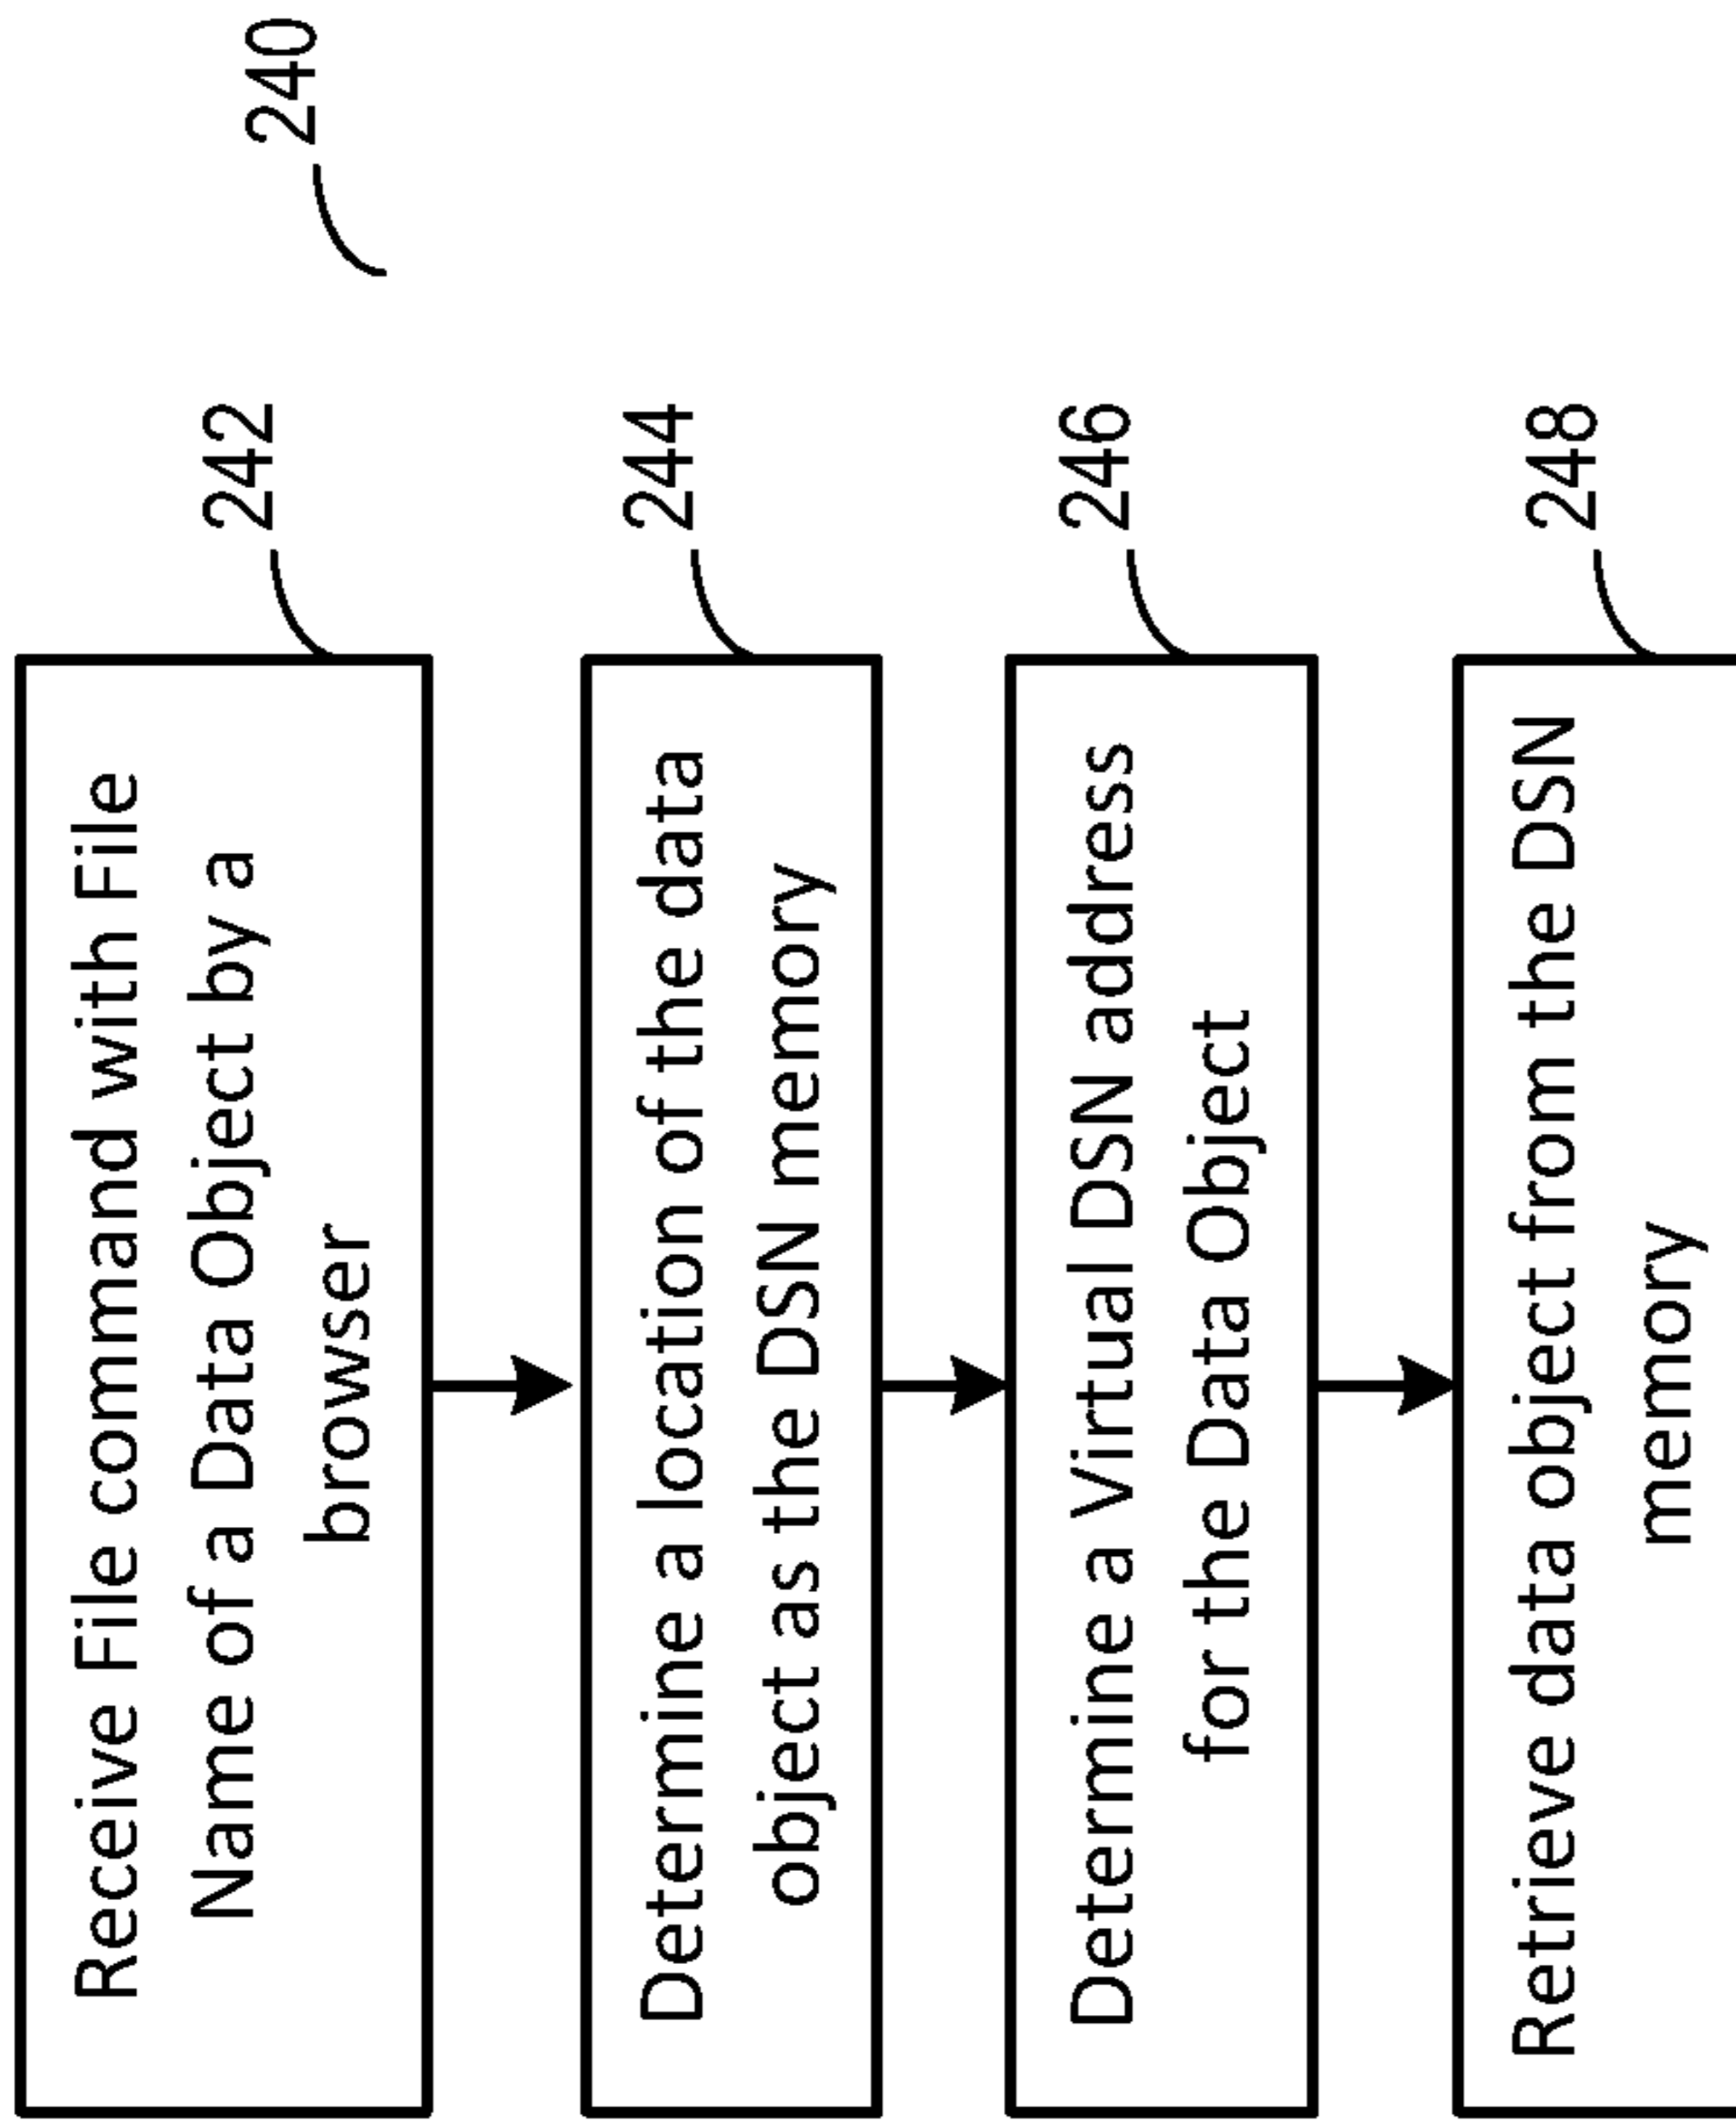 240
Receive File command with File
Name of a Data Object by a
browser
242
Determine a location of the data
object as the DSN memory
244
Determine a Virtual DSN address
for the Data Object
246
Retrieve data object from the DSN
memory
248